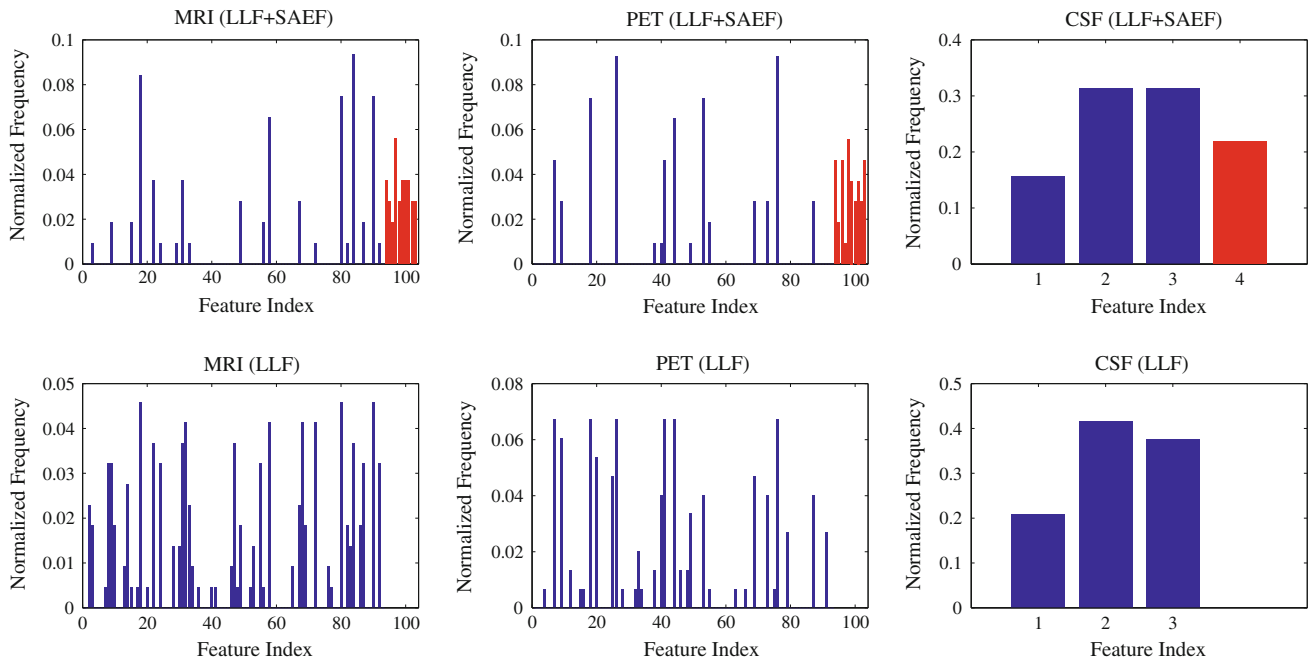 MRI (LLF+SAEF)
Normalized Frequency
0.1
0.08
0.06
0.04
0.02
0
0 20 40 60 80 100
Feature Index
PET (LLF+SAEF)
Normalized Frequency
0.1
0.08
0.06
0.04
0.02
0
0 20 40 60 80 100
Feature Index
CSF (LLF+SAEF)
Normalized Frequency
0.4
0.3
0.2
0.1
0
1 2 3 4
Feature Index
MRI (LLF)
Normalized Frequency
0.05
0.04
0.03
0.02
0.01
0
0 20 40 60 80 100
Feature Index
PET (LLF)
Normalized Frequency
0.08
0.06
0.04
0.02
0
0 20 40 60 80 100
Feature Index
CSF (LLF)
Normalized Frequency
0.5
0.4
0.3
0.2
0.1
0
1 2 3
Feature Index